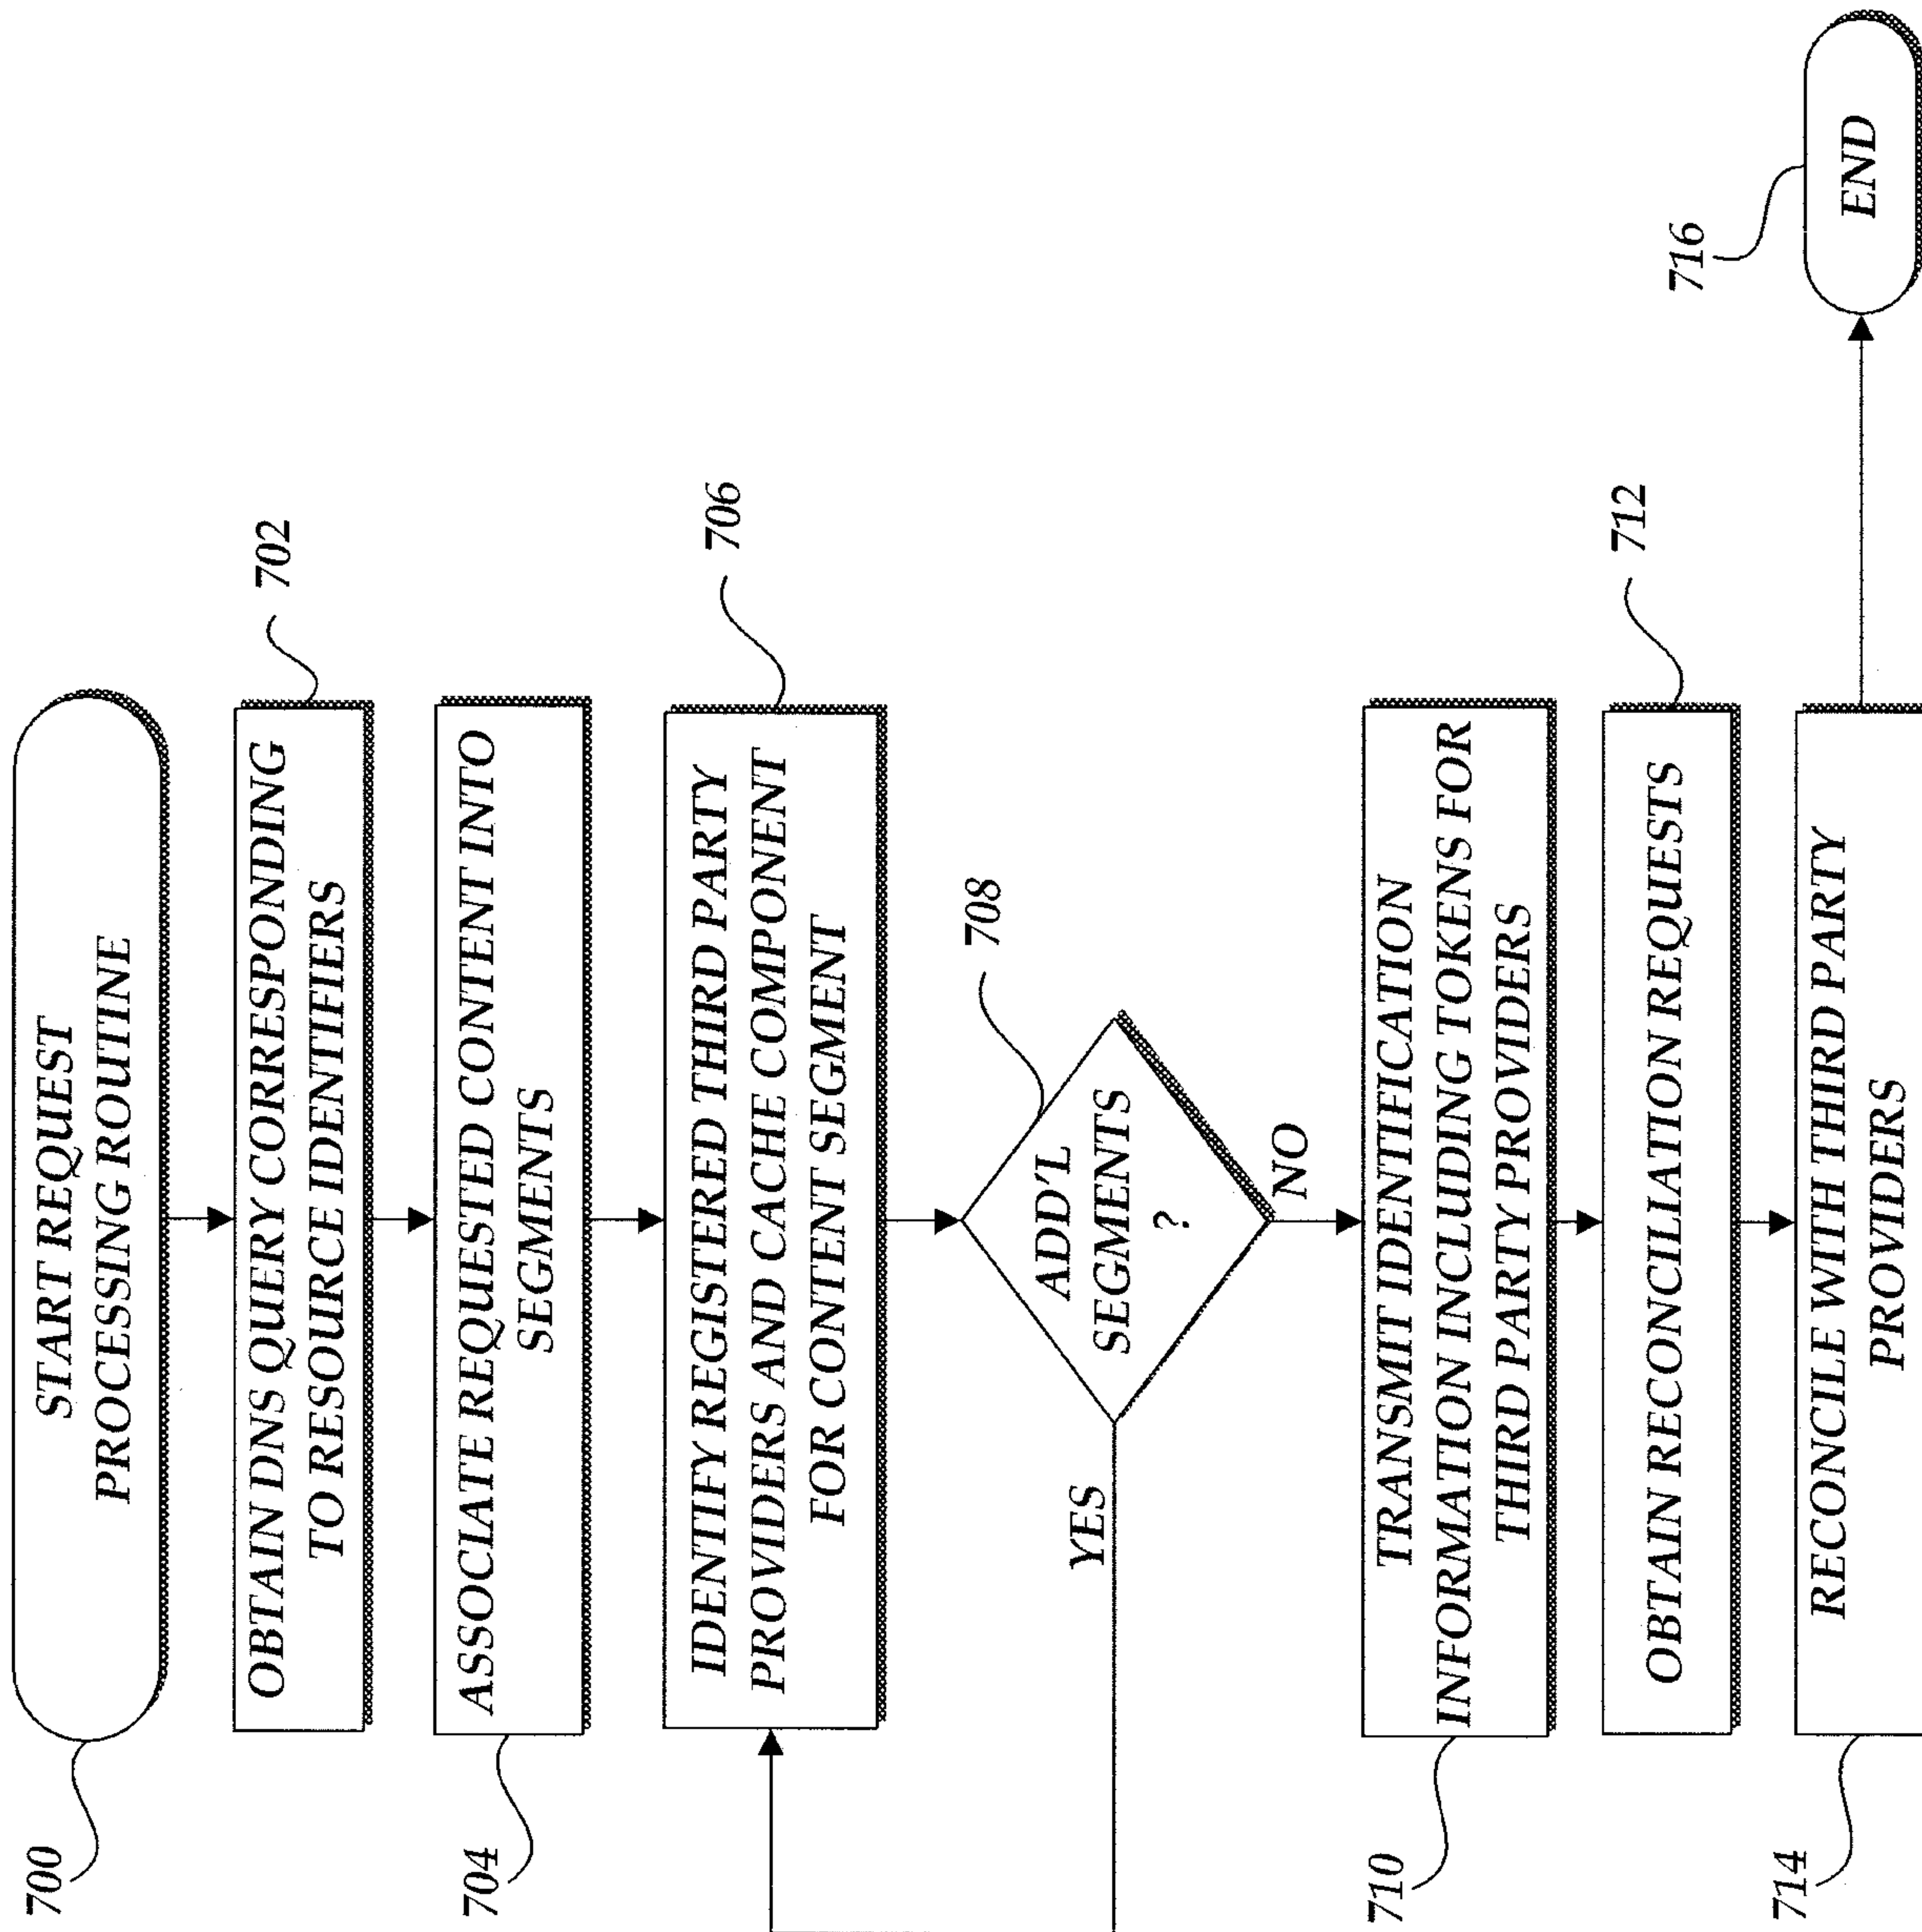 700
START REQUEST
PROCESSING ROUTINE
702
OBTAIN DNS QUERY CORRESPONDING
TO RESOURCE IDENTIFIERS
704
ASSOCIATE REQUESTED CONTENT INTO
SEGMENTS
706
IDENTIFY REGISTERED THIRD PARTY
PROVIDERS AND CACHE COMPONENT
FOR CONTENT SEGMENT
708
ADD'L
SEGMENTS
?
YES
NO
710
TRANSMIT IDENTIFICATION
INFORMATION INCLUDING TOKENS FOR
THIRD PARTY PROVIDERS
712
OBTAIN RECONCILIATION REQUESTS
714
RECONCILE WITH THIRD PARTY
PROVIDERS
716
END